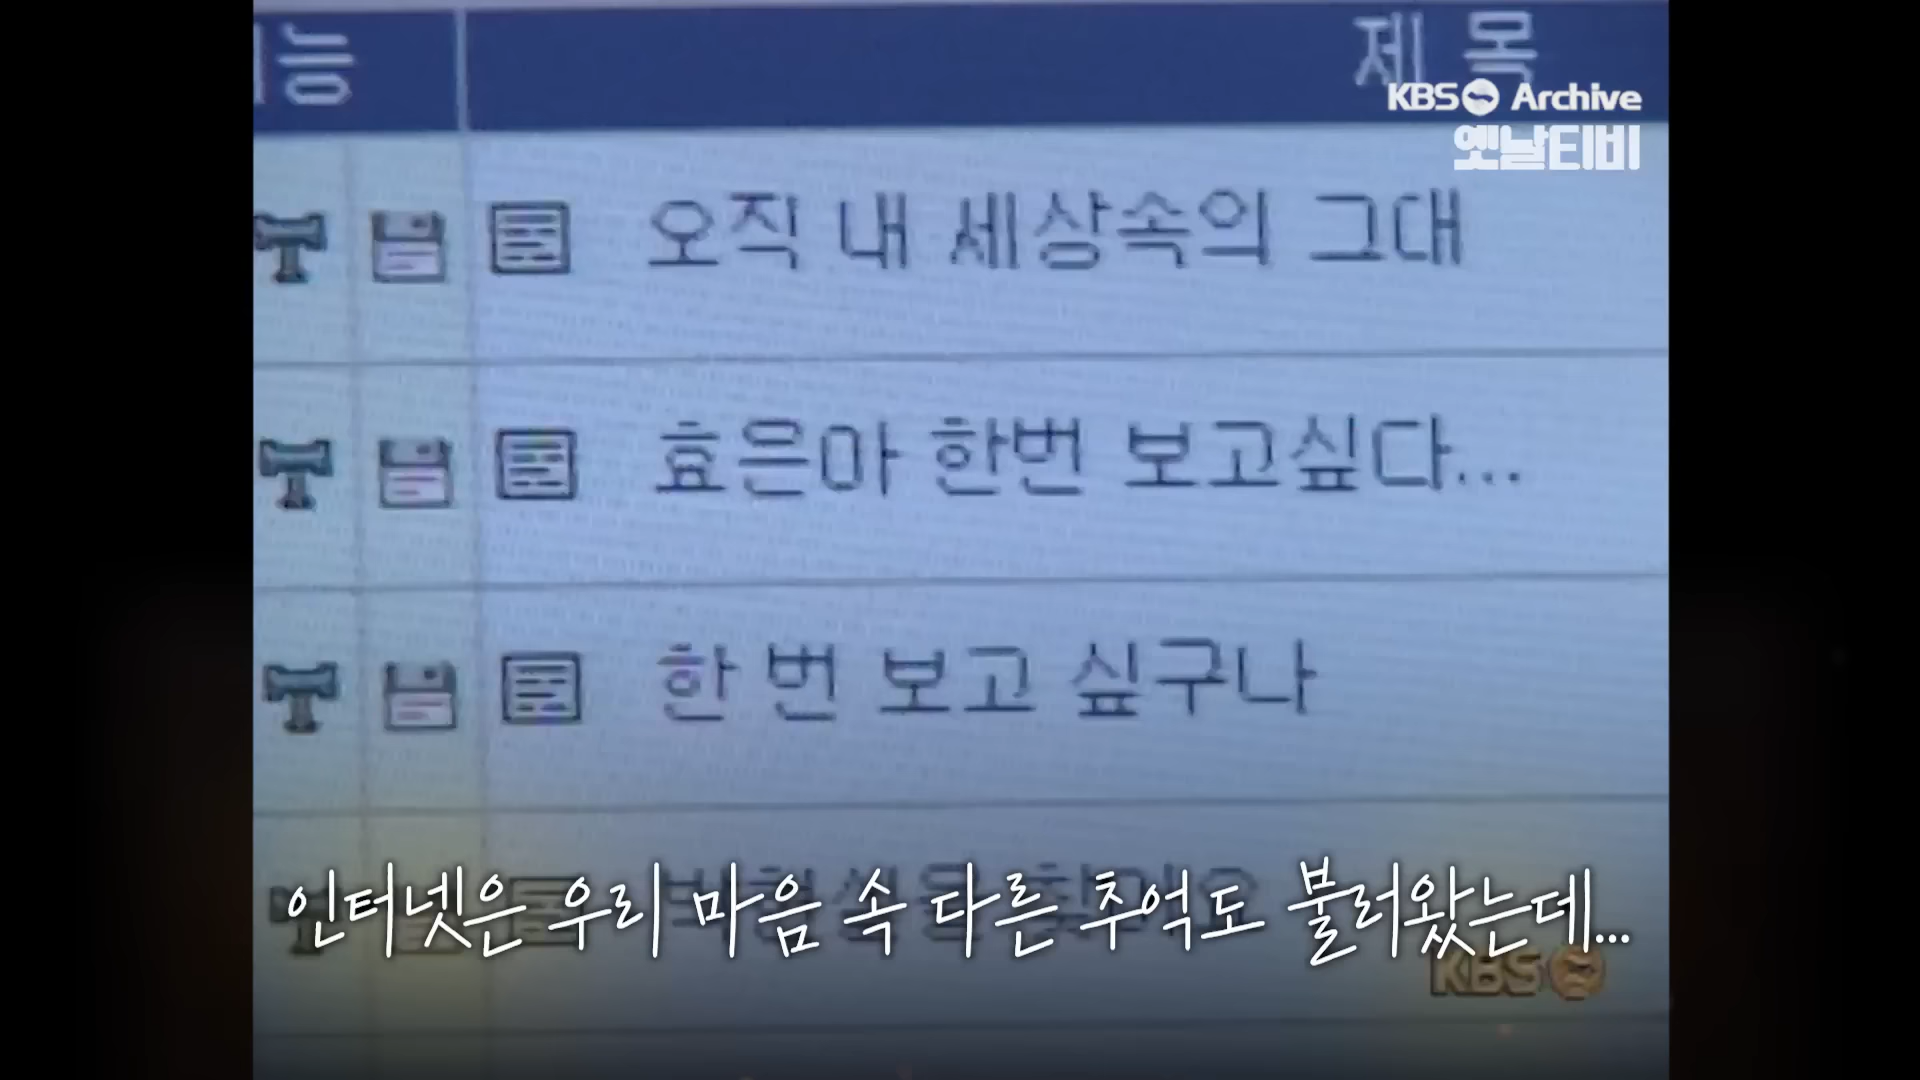 제 목
KBS Archive
옛날티비
오직 내 세상속의 그대
효은아 한번 보고싶다...
한 번 보고 싶구나
인터넷은 우리 마음 속 다른 추억도 불러왔는데...
KBS